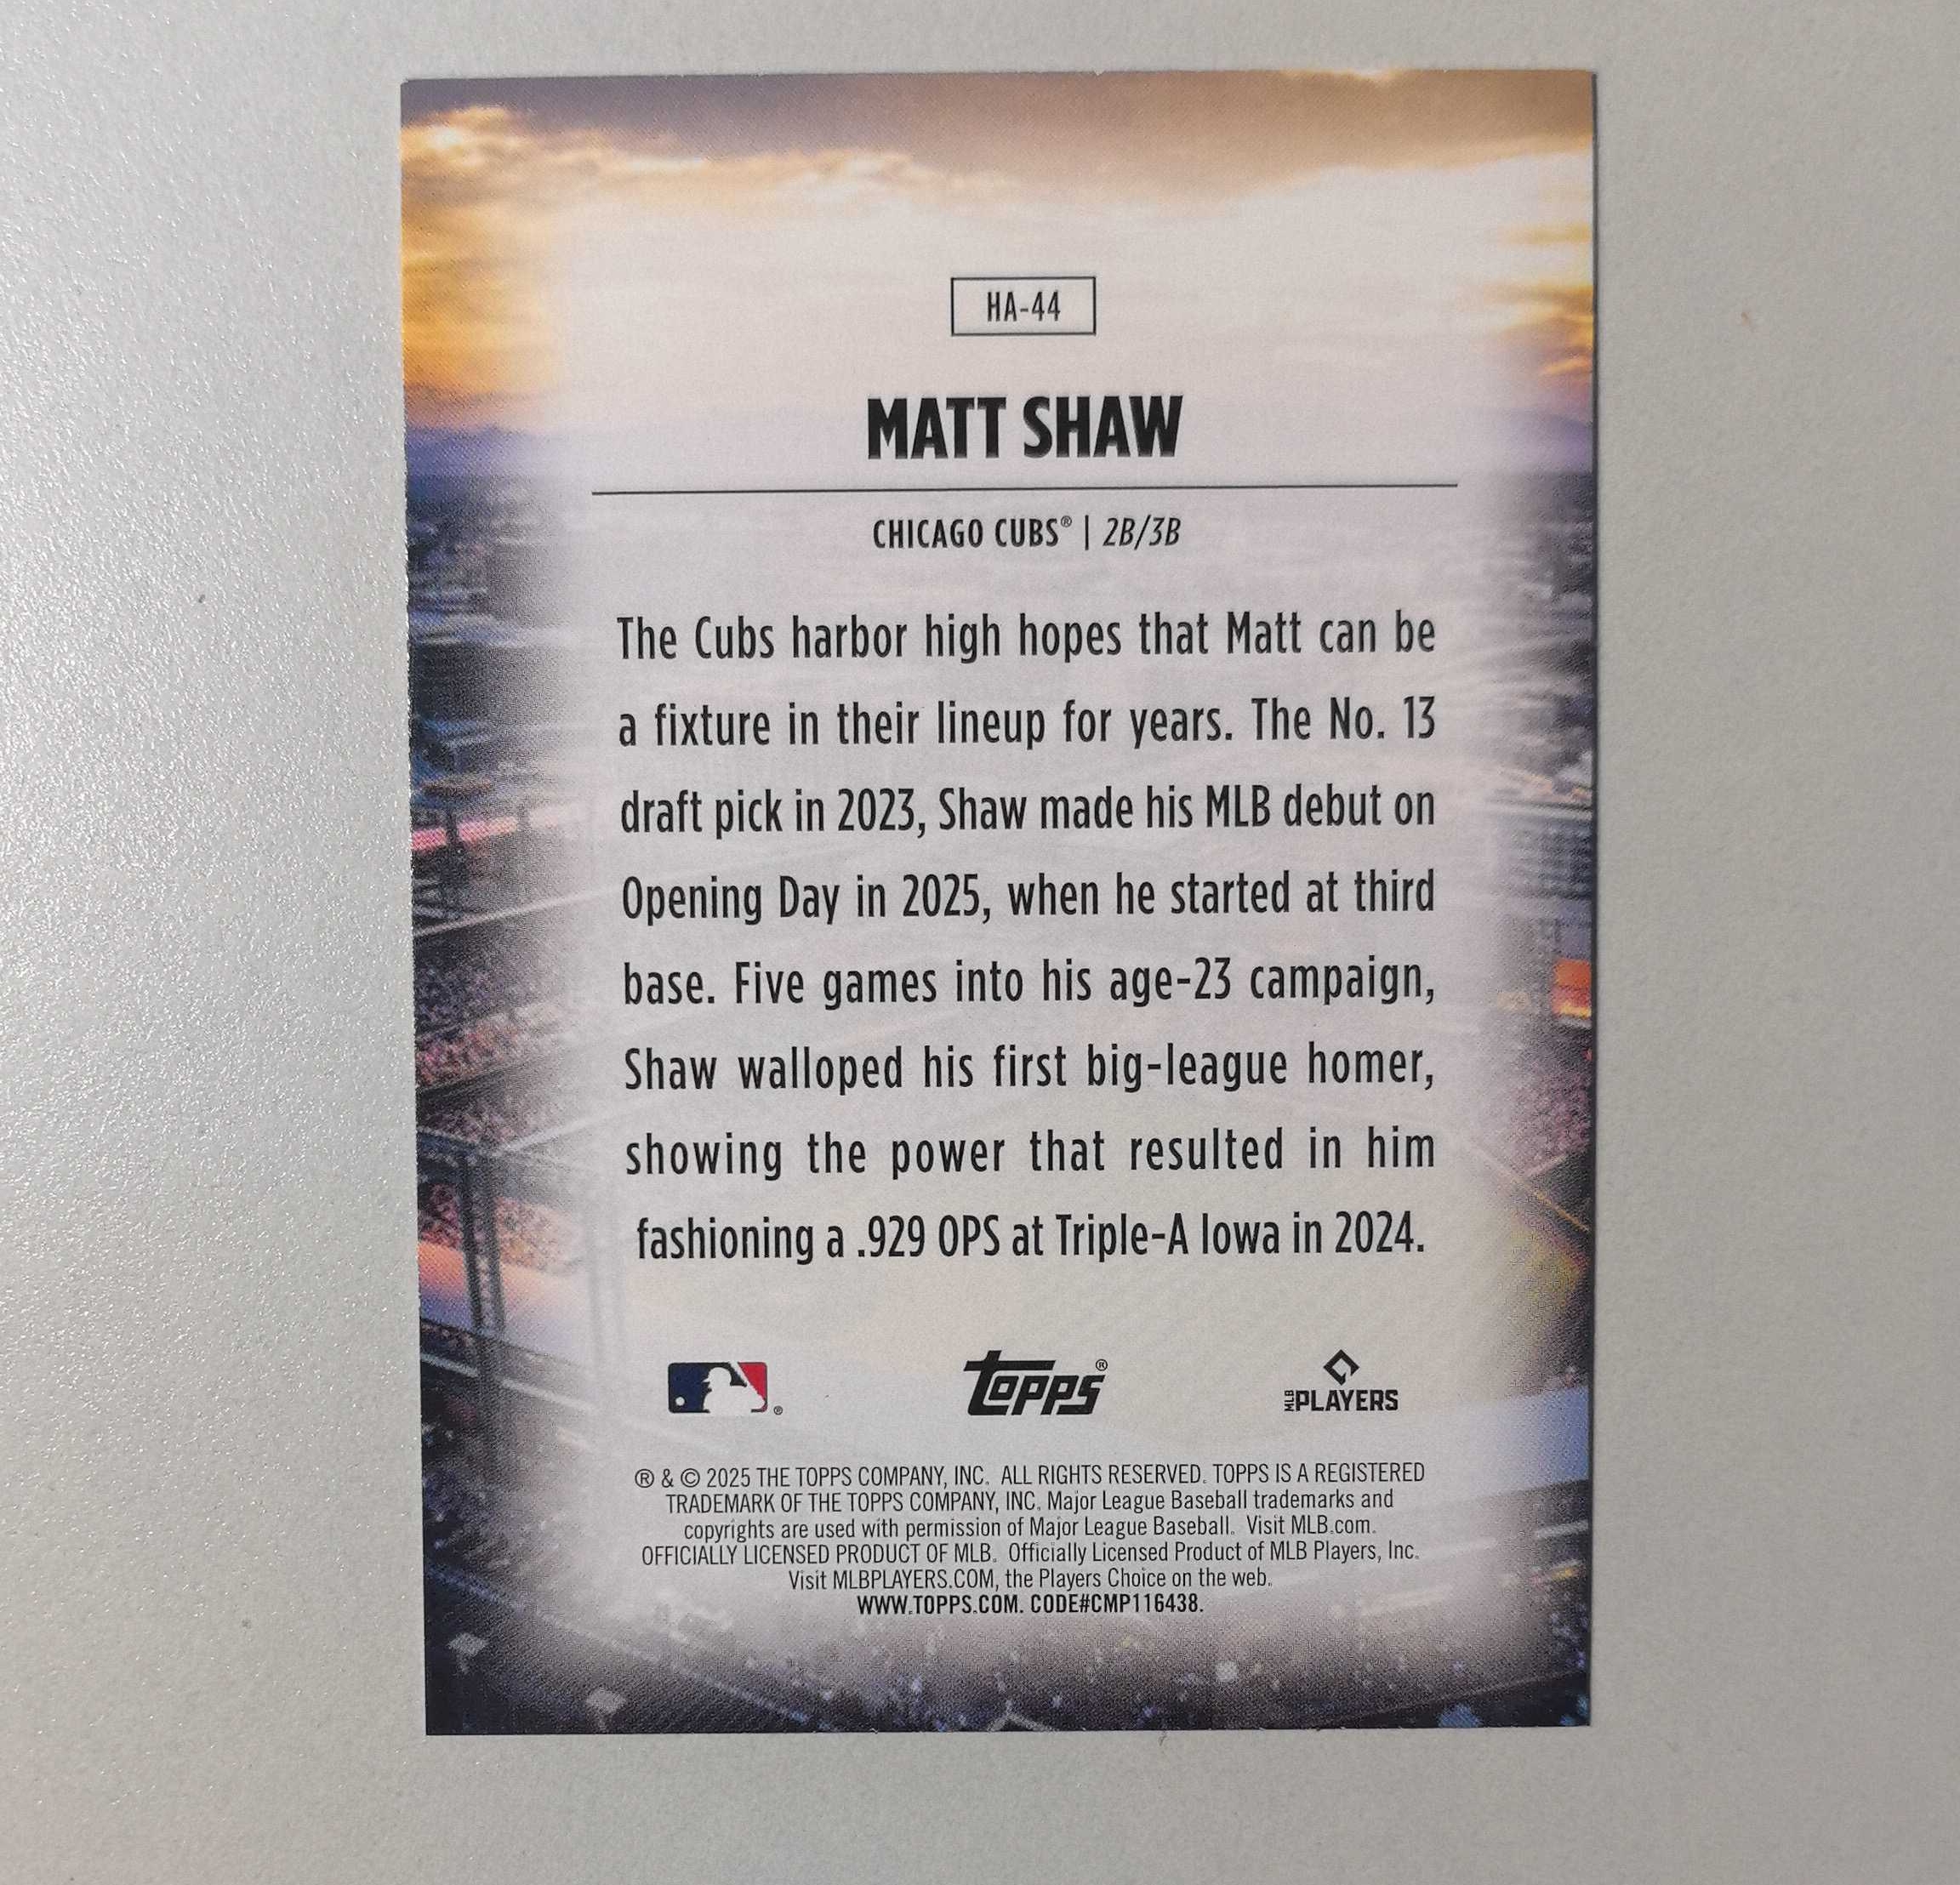 HA-44
MATT SHAW
CHICAGO CUBS® | 2B/3B
The Cubs harbor high hopes that Matt can be
a fixture in their lineup for years. The No. 13
draft pick in 2023, Shaw made his MLB debut on
Opening Day in 2025, when he started at third
base. Five games into his age-23 campaign,
Shaw walloped his first big-league homer,
showing the power that resulted in him
fashioning a .929 OPS at Triple-A Iowa in 2024.
® topps® MLB PLAYERS
® & © 2025 THE TOPPS COMPANY, INC. ALL RIGHTS RESERVED. TOPPS IS A REGISTERED
TRADEMARK OF THE TOPPS COMPANY, INC. Major League Baseball trademarks and
copyrights are used with permission of Major League Baseball. Visit MLB.com.
OFFICIALLY LICENSED PRODUCT OF MLB. Officially Licensed Product of MLB Players, Inc.
Visit MLBPLAYERS.COM, the Players Choice on the web.
WWW.TOPPS.COM. CODE#CMP116438.